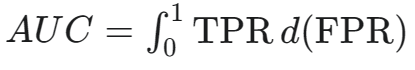 AUC = ∫₀¹ TPR d(FPR)